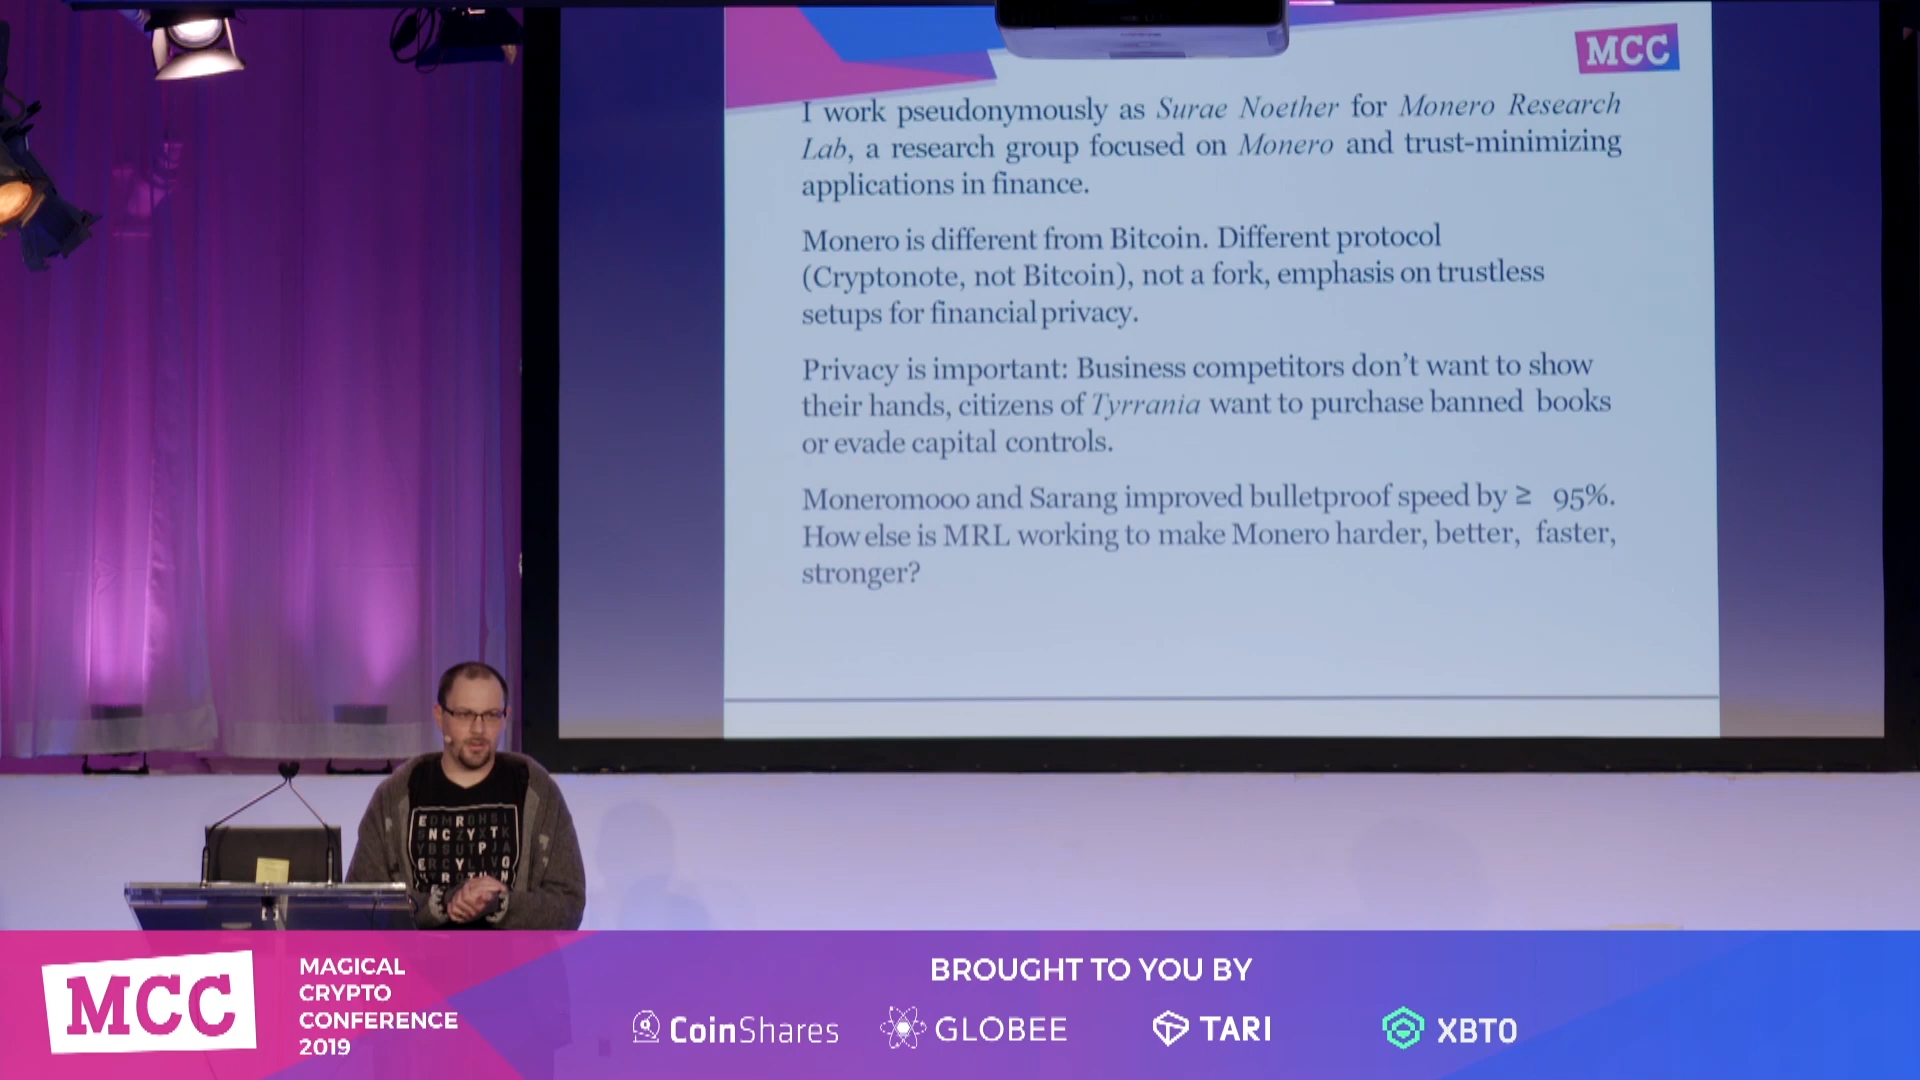 MCC
I work pseudonymously as Surae Noether for Monero Research
Lab, a research group focused on Monero and trust-minimizing
applications in finance.
Monero is different from Bitcoin. Different protocol
(Cryptonote, not Bitcoin), not a fork, emphasis on trustless
setups for financial privacy.
Privacy is important: Business competitors don't want to show
their hands, citizens of Tyrrania want to purchase banned books
or evade capital controls.
Moneromooo and Sarang improved bulletproof speed by ≥ 95%.
How else is MRL working to make Monero harder, better, faster,
stronger?
MCC
MAGICAL
CRYPTO
CONFERENCE
2019
BROUGHT TO YOU BY
CoinShares
GLOBEE
TARI
XBTO